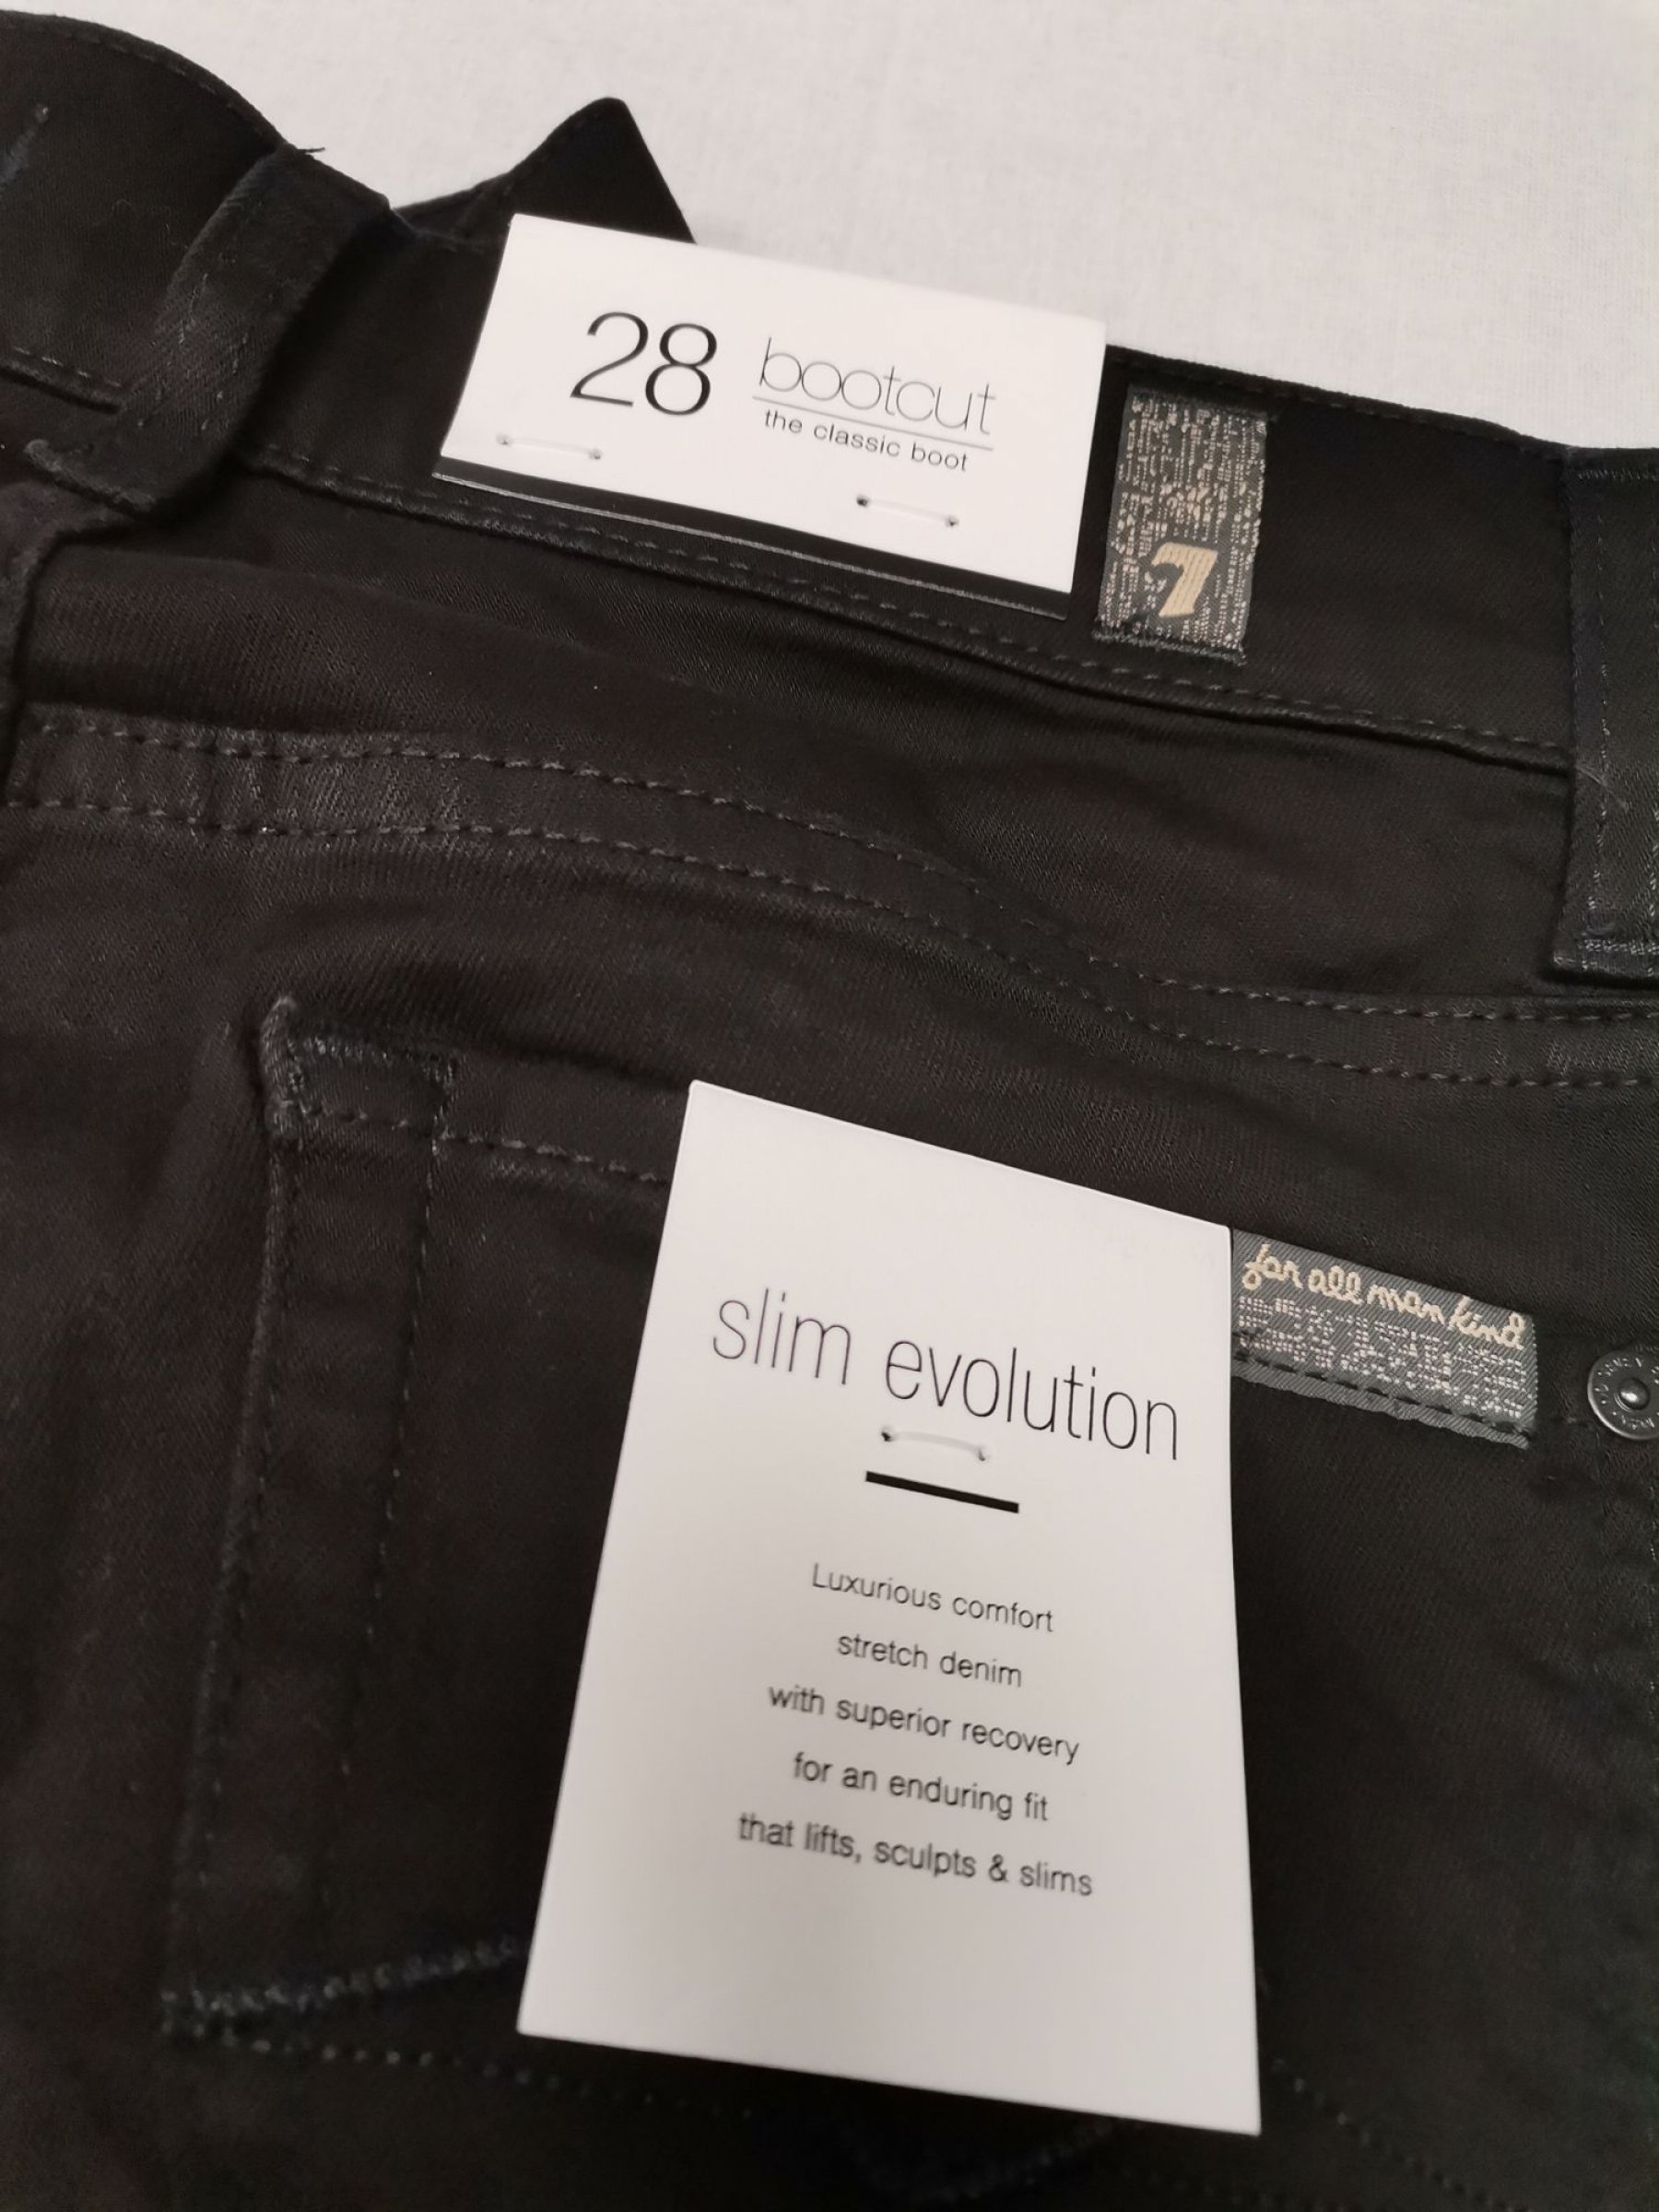 28 bootcut
the classic boot
7
for all mankind
slim evolution
Luxurious comfort
stretch denim
with superior recovery
for an enduring fit
that lifts, sculpts & slims